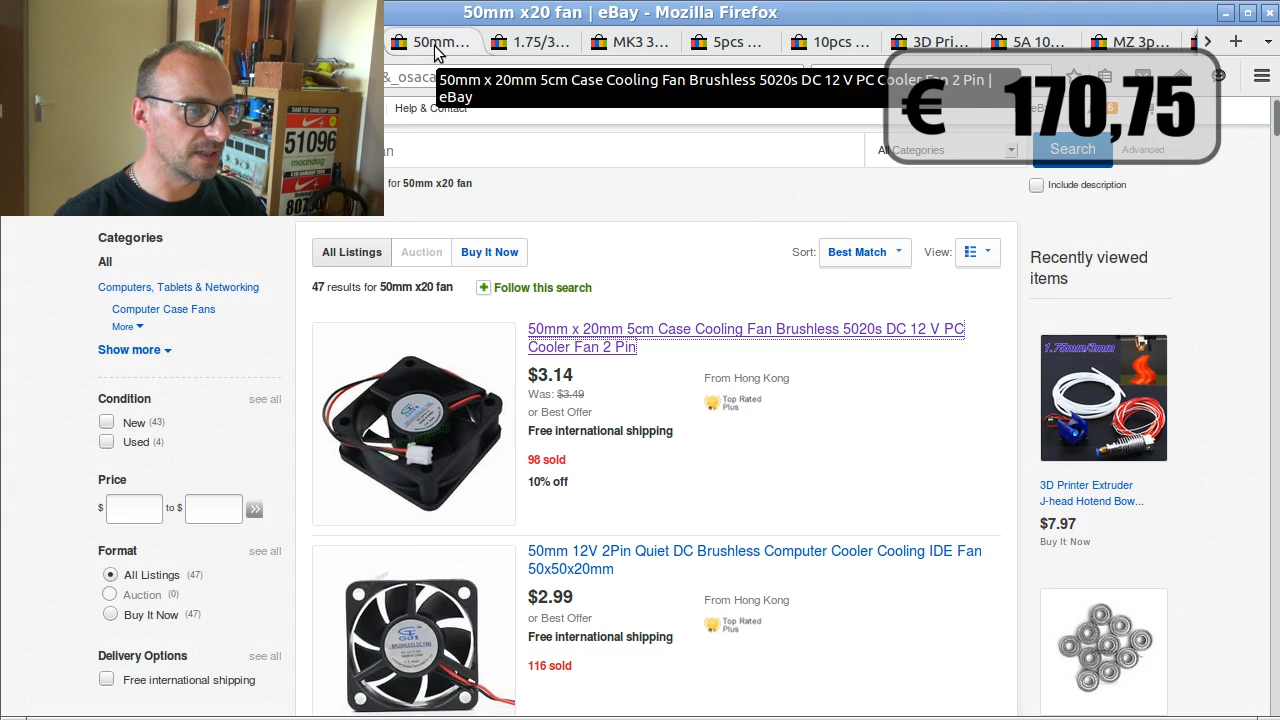 50mm x20 fan | eBay - Mozilla Firefox
50mm...
1.75/3...
MK3 3...
5pcs ...
10pcs ...
3D Pri...
5A 10...
MZ 3p...
50mm x 20mm 5cm Case Cooling Fan Brushless 5020s DC 12 V PC Cooler Fan 2 Pin |
eBay
€ 170,75
Help & Contact
All Categories
Search
Advanced
for 50mm x20 fan
Include description
51096
maandag
Categories
All
Computers, Tablets & Networking
Computer Case Fans
More
Show more
Condition
see all
New (43)
Used (4)
Price
$
to $
Format
see all
All Listings (47)
Auction (0)
Buy It Now (47)
Delivery Options
see all
Free international shipping
All Listings
Auction
Buy It Now
Sort:
Best Match
View:
47 results for 50mm x20 fan
Follow this search
50mm x 20mm 5cm Case Cooling Fan Brushless 5020s DC 12 V PC
Cooler Fan 2 Pin
$3.14
Was: $3.49
or Best Offer
Free international shipping
98 sold
10% off
From Hong Kong
Top Rated
Plus
50mm 12V 2Pin Quiet DC Brushless Computer Cooler Cooling IDE Fan
50x50x20mm
$2.99
or Best Offer
Free international shipping
116 sold
From Hong Kong
Top Rated
Plus
Recently viewed
items
1.75mm/3mm
3D Printer Extruder
J-head Hotend Bow...
$7.97
Buy It Now